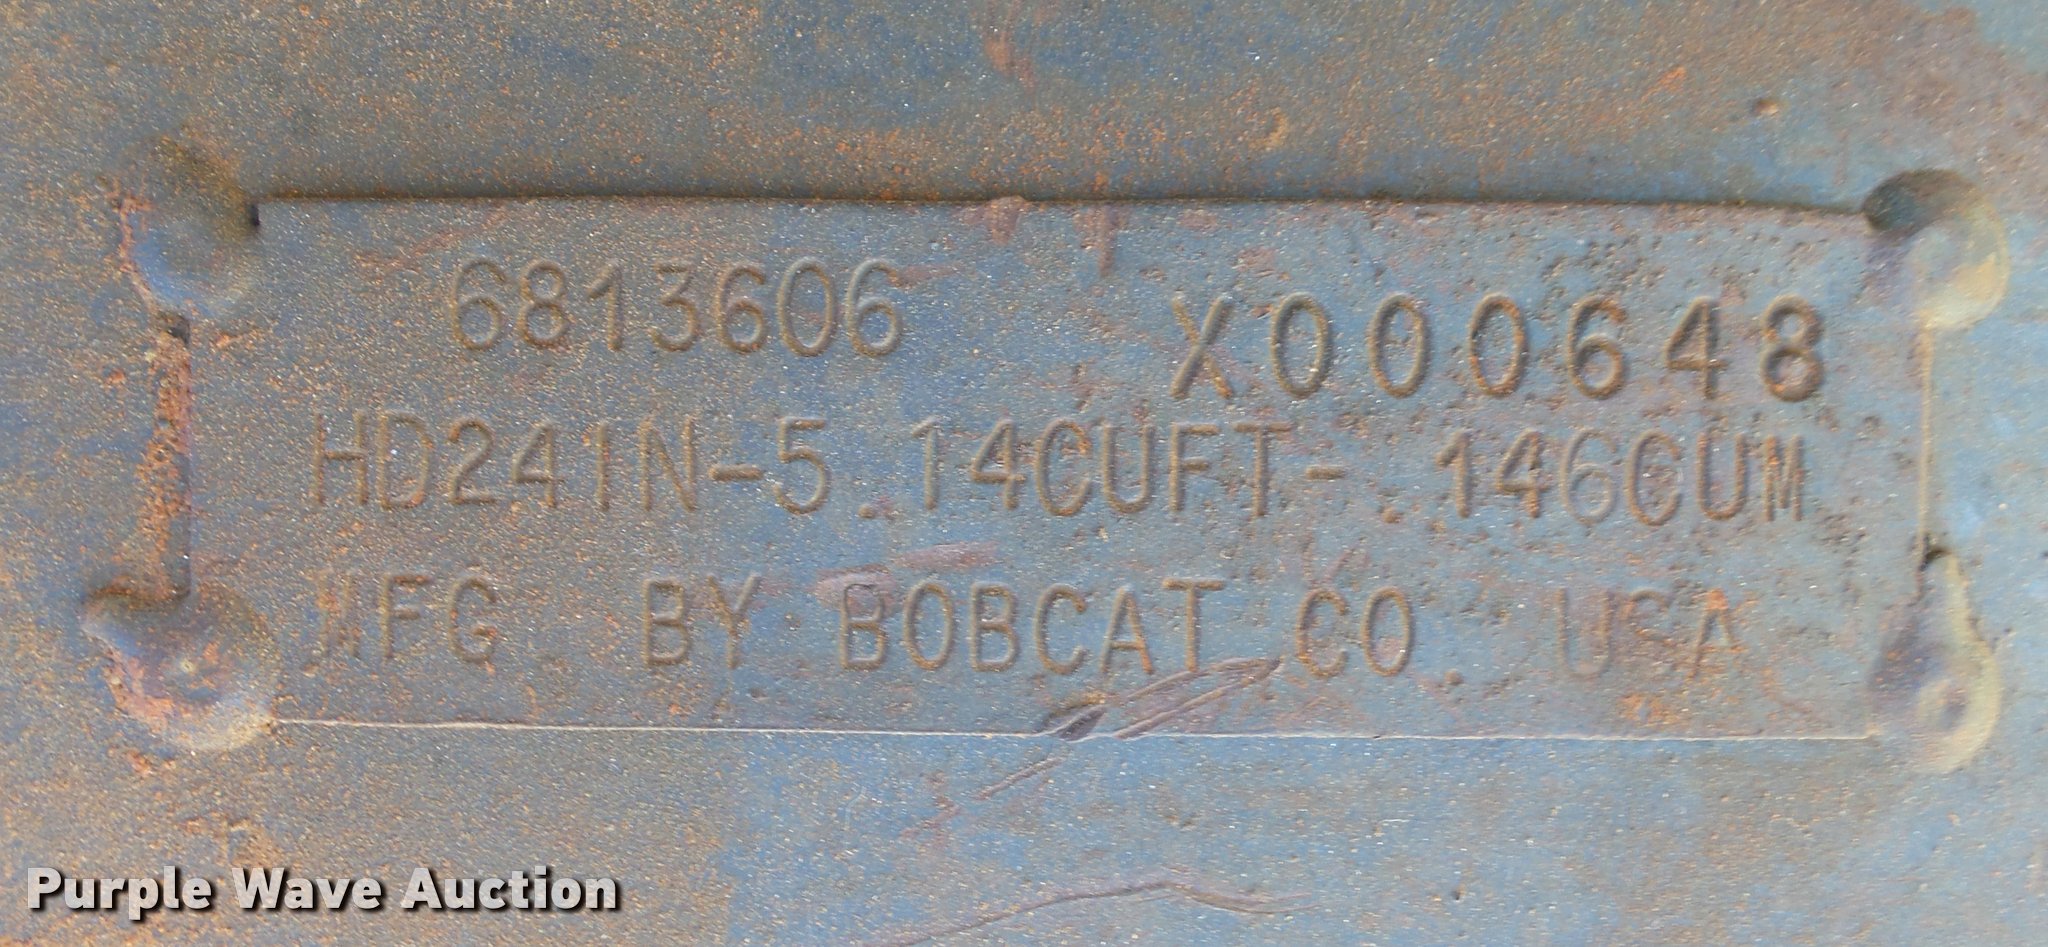 6813606 X000648
HD24IN-5.14CUFT-.146CUM
MFG. BY BOBCAT CO. USA
Purple Wave Auction